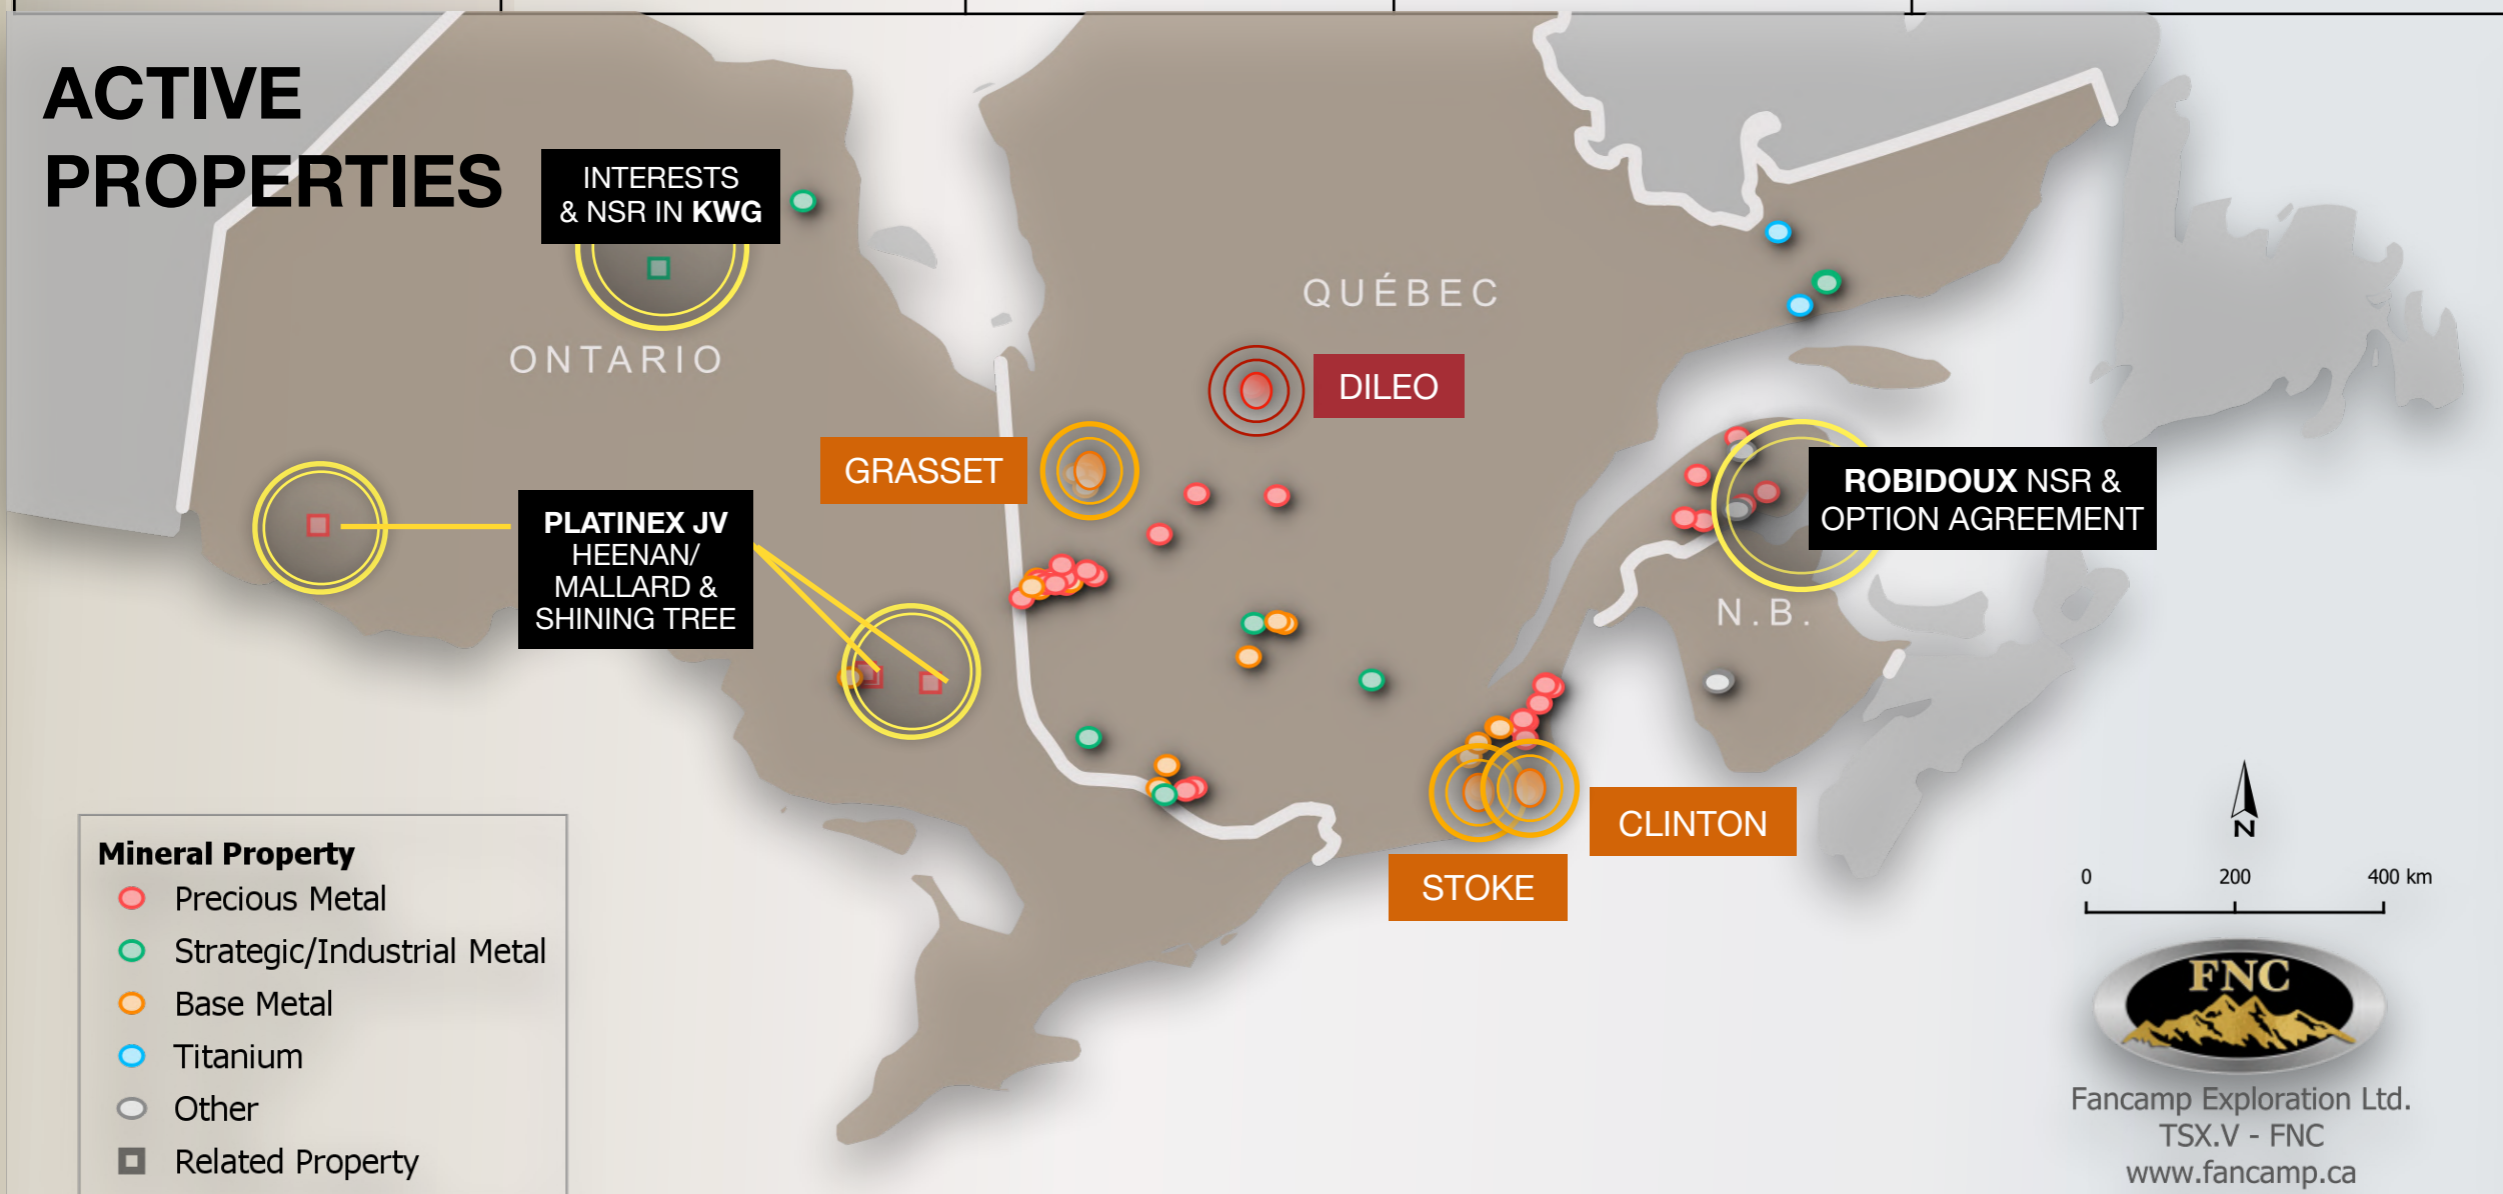 ACTIVE
PROPERTIES
INTERESTS
& NSR IN KWG
QUÉBEC
ONTARIO
DILEO
GRASSET
ROBIDOUX NSR &
OPTION AGREEMENT
PLATINEX JV
HEENAN/
MALLARD &
SHINING TREE
N.B.
CLINTON
STOKE
Mineral Property
Precious Metal
Strategic/Industrial Metal
Base Metal
Titanium
Other
Related Property
N
0 200 400 km
FNC
Fancamp Exploration Ltd.
TSX.V - FNC
www.fancamp.ca